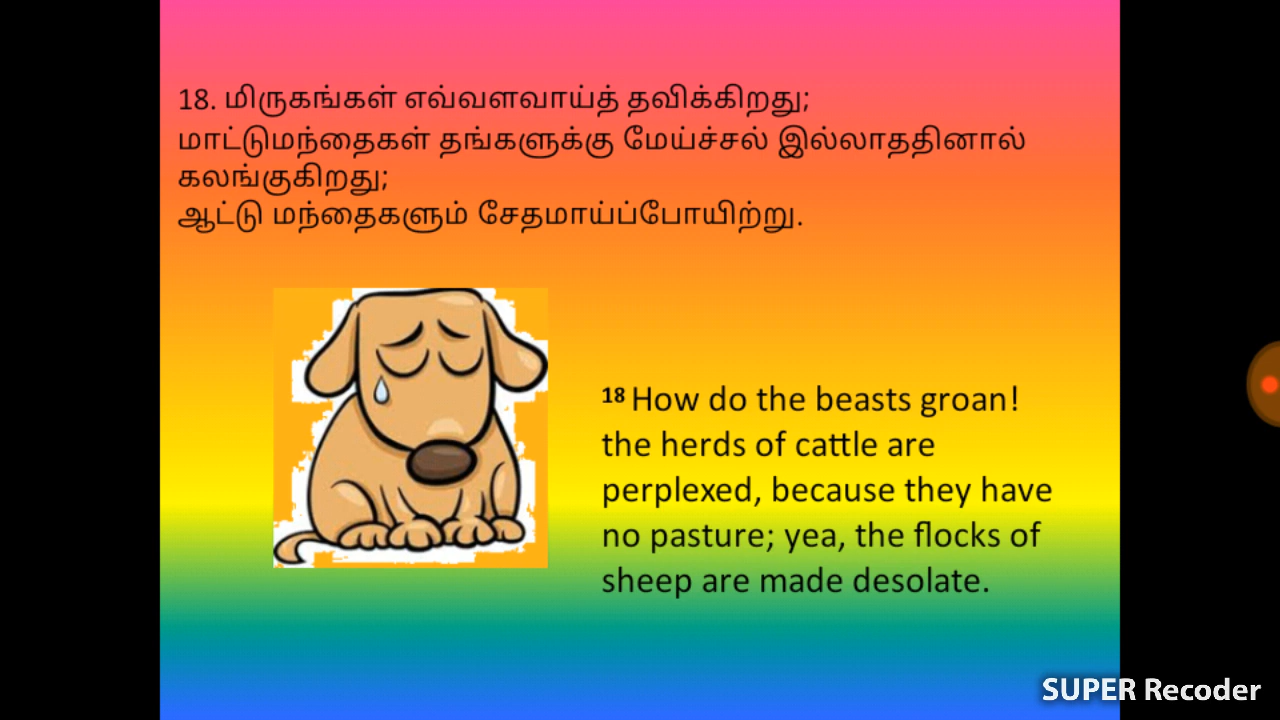 18. மிருகங்கள் எவ்வளவாய்த் தவிக்கிறது;
மாட்டுமந்தைகள் தங்களுக்கு மேய்ச்சல் இல்லாததினால்
கலங்குகிறது;
ஆட்டு மந்தைகளும் சேதமாய்ப்போயிற்று.
18 How do the beasts groan!
the herds of cattle are
perplexed, because they have
no pasture; yea, the flocks of
sheep are made desolate.
SUPER Recoder